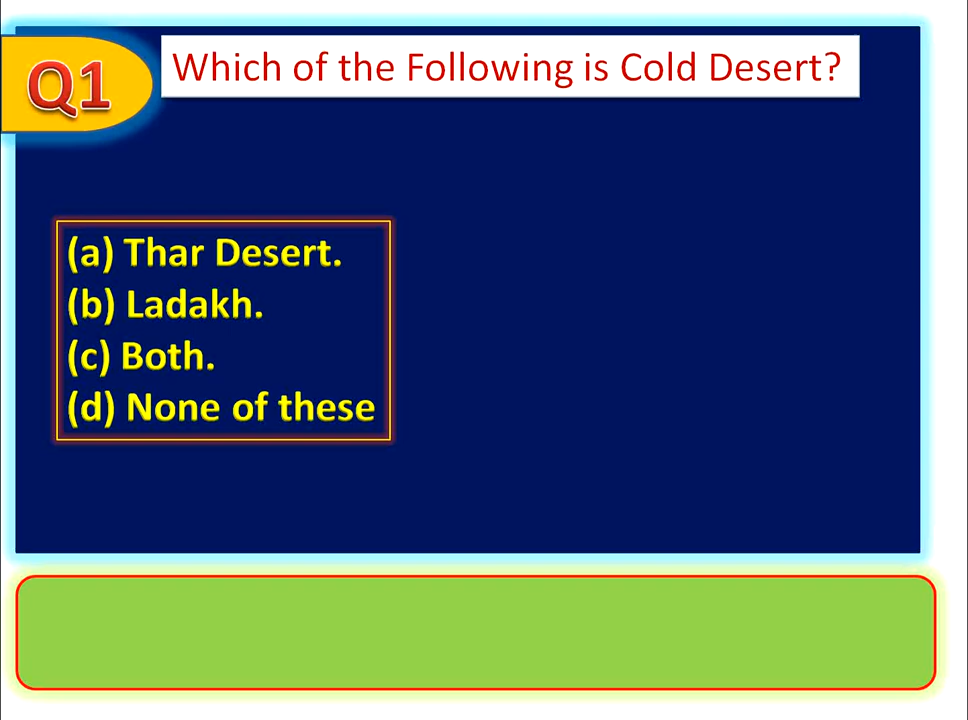 Q1
Which of the Following is Cold Desert?
(a) Thar Desert.
(b) Ladakh.
(c) Both.
(d) None of these